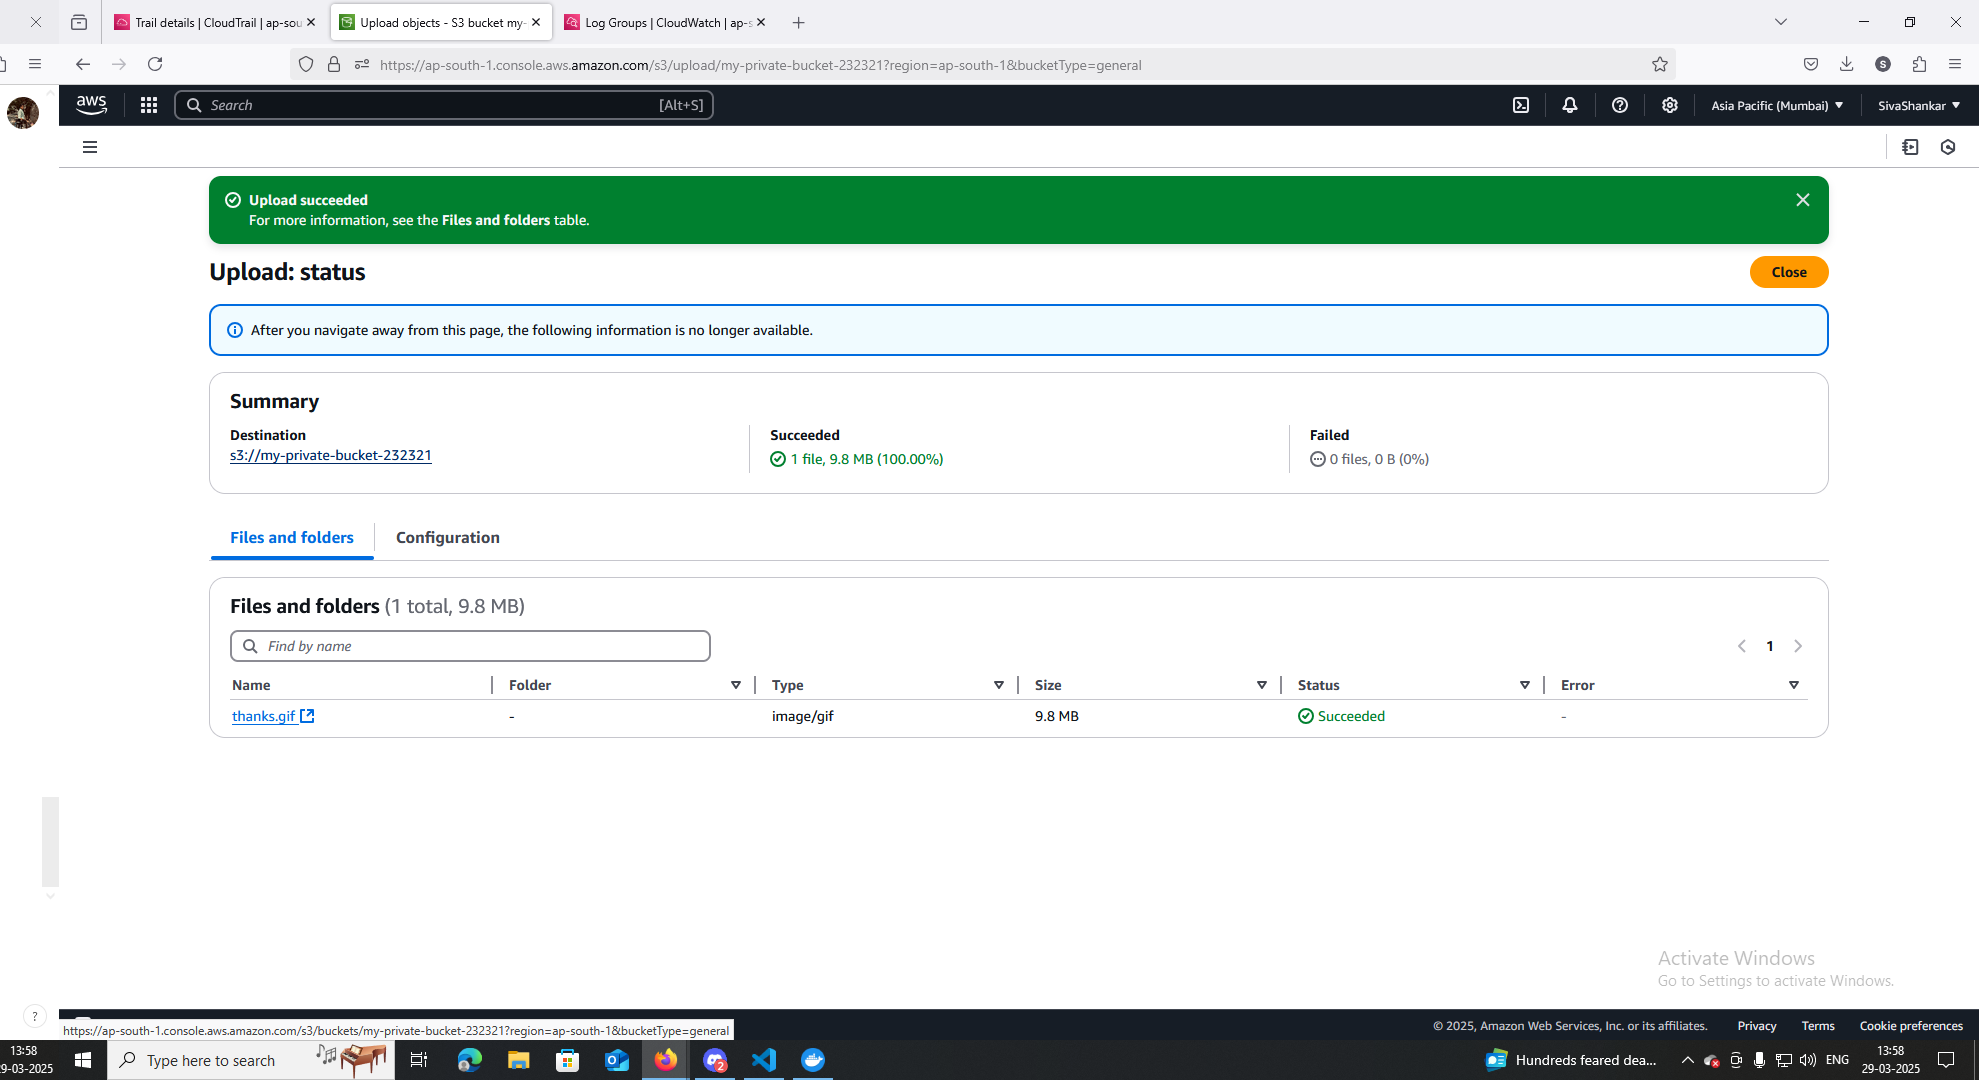 Trail details | CloudTrail | ap-sou
Upload objects - S3 bucket my-
Log Groups | CloudWatch | ap-s
https://ap-south-1.console.aws.amazon.com/s3/upload/my-private-bucket-232321?region=ap-south-1&bucketType=general
S
aws
Search
[Alt+S]
Asia Pacific (Mumbai)
SivaShankar
Upload succeeded
For more information, see the Files and folders table.
Upload: status
Close
After you navigate away from this page, the following information is no longer available.
Summary
Destination
s3://my-private-bucket-232321
Succeeded
1 file, 9.8 MB (100.00%)
Failed
0 files, 0 B (0%)
Files and folders
Configuration
Files and folders (1 total, 9.8 MB)
Find by name
1
Name
Folder
Type
Size
Status
Error
thanks.gif
-
image/gif
9.8 MB
Succeeded
-
Activate Windows
Go to Settings to activate Windows.
?
https://ap-south-1.console.aws.amazon.com/s3/buckets/my-private-bucket-232321?region=ap-south-1&bucketType=general
© 2025, Amazon Web Services, Inc. or its affiliates.
Privacy
Terms
Cookie preferences
13:58
9-03-2025
Type here to search
2
Hundreds feared dea...
ENG
13:58
29-03-2025